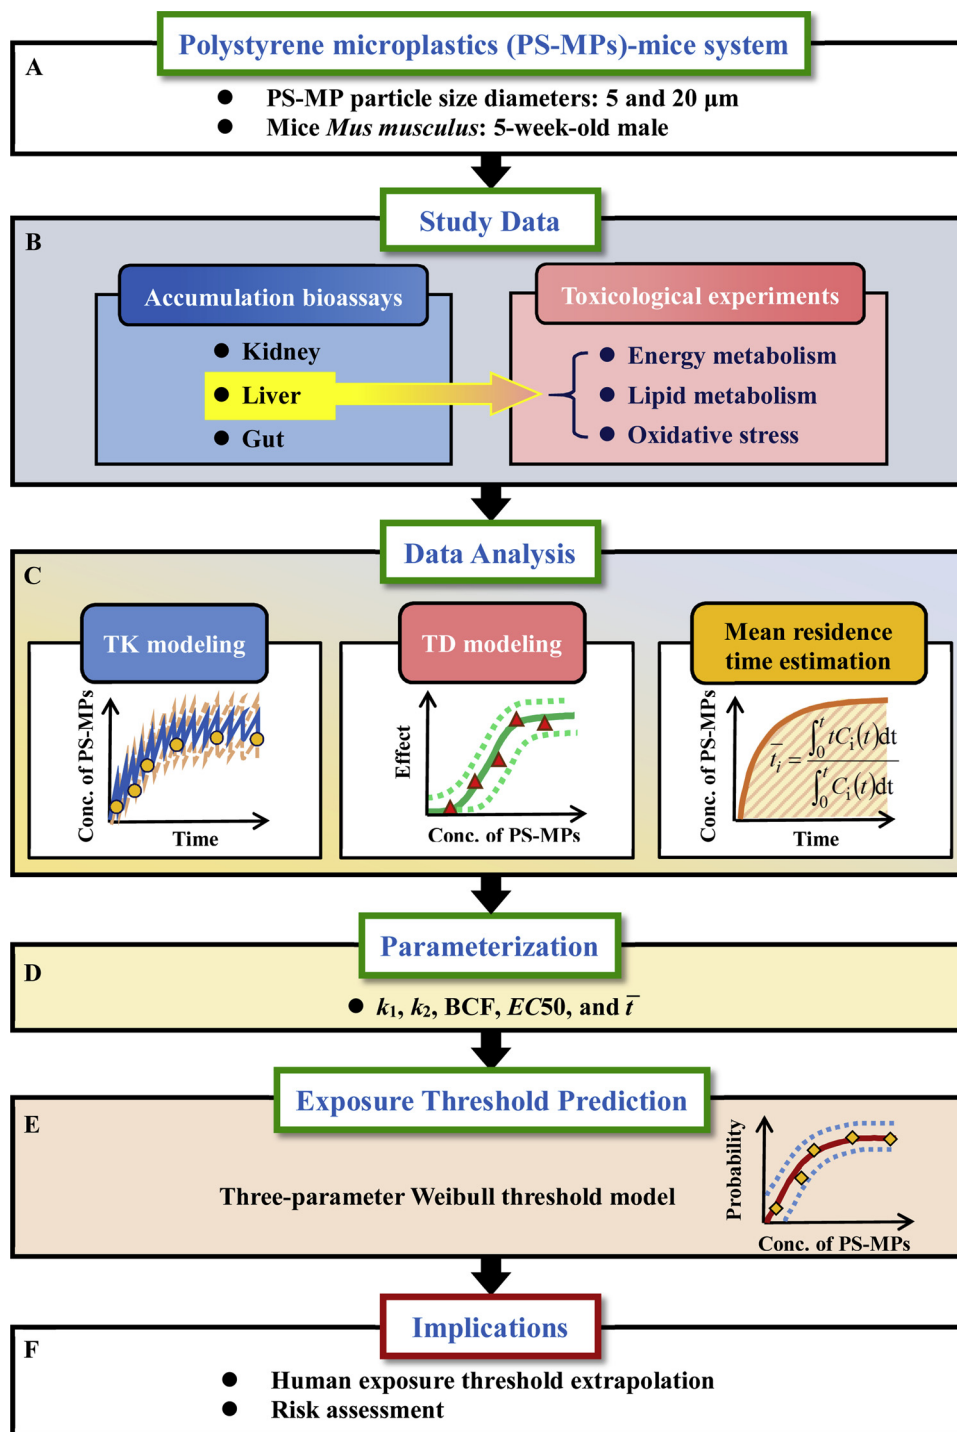 Polystyrene microplastics (PS-MPs)-mice system
A
● PS-MP particle size diameters: 5 and 20 μm
● Mice Mus musculus: 5-week-old male
Study Data
B
Accumulation bioassays
● Kidney
● Liver
● Gut
Toxicological experiments
● Energy metabolism
● Lipid metabolism
● Oxidative stress
Data Analysis
C
TK modeling
Conc. of PS-MPs
Time
TD modeling
Effect
Conc. of PS-MPs
Mean residence
time estimation
Conc. of PS-MPs
t̅ᵢ = ∫₀ᵗ tCᵢ(t)dt / ∫₀ᵗ Cᵢ(t)dt
Time
Parameterization
D
● k₁, k₂, BCF, EC50, and t̅
Exposure Threshold Prediction
E
Three-parameter Weibull threshold model
Probability
Conc. of PS-MPs
Implications
F
● Human exposure threshold extrapolation
● Risk assessment